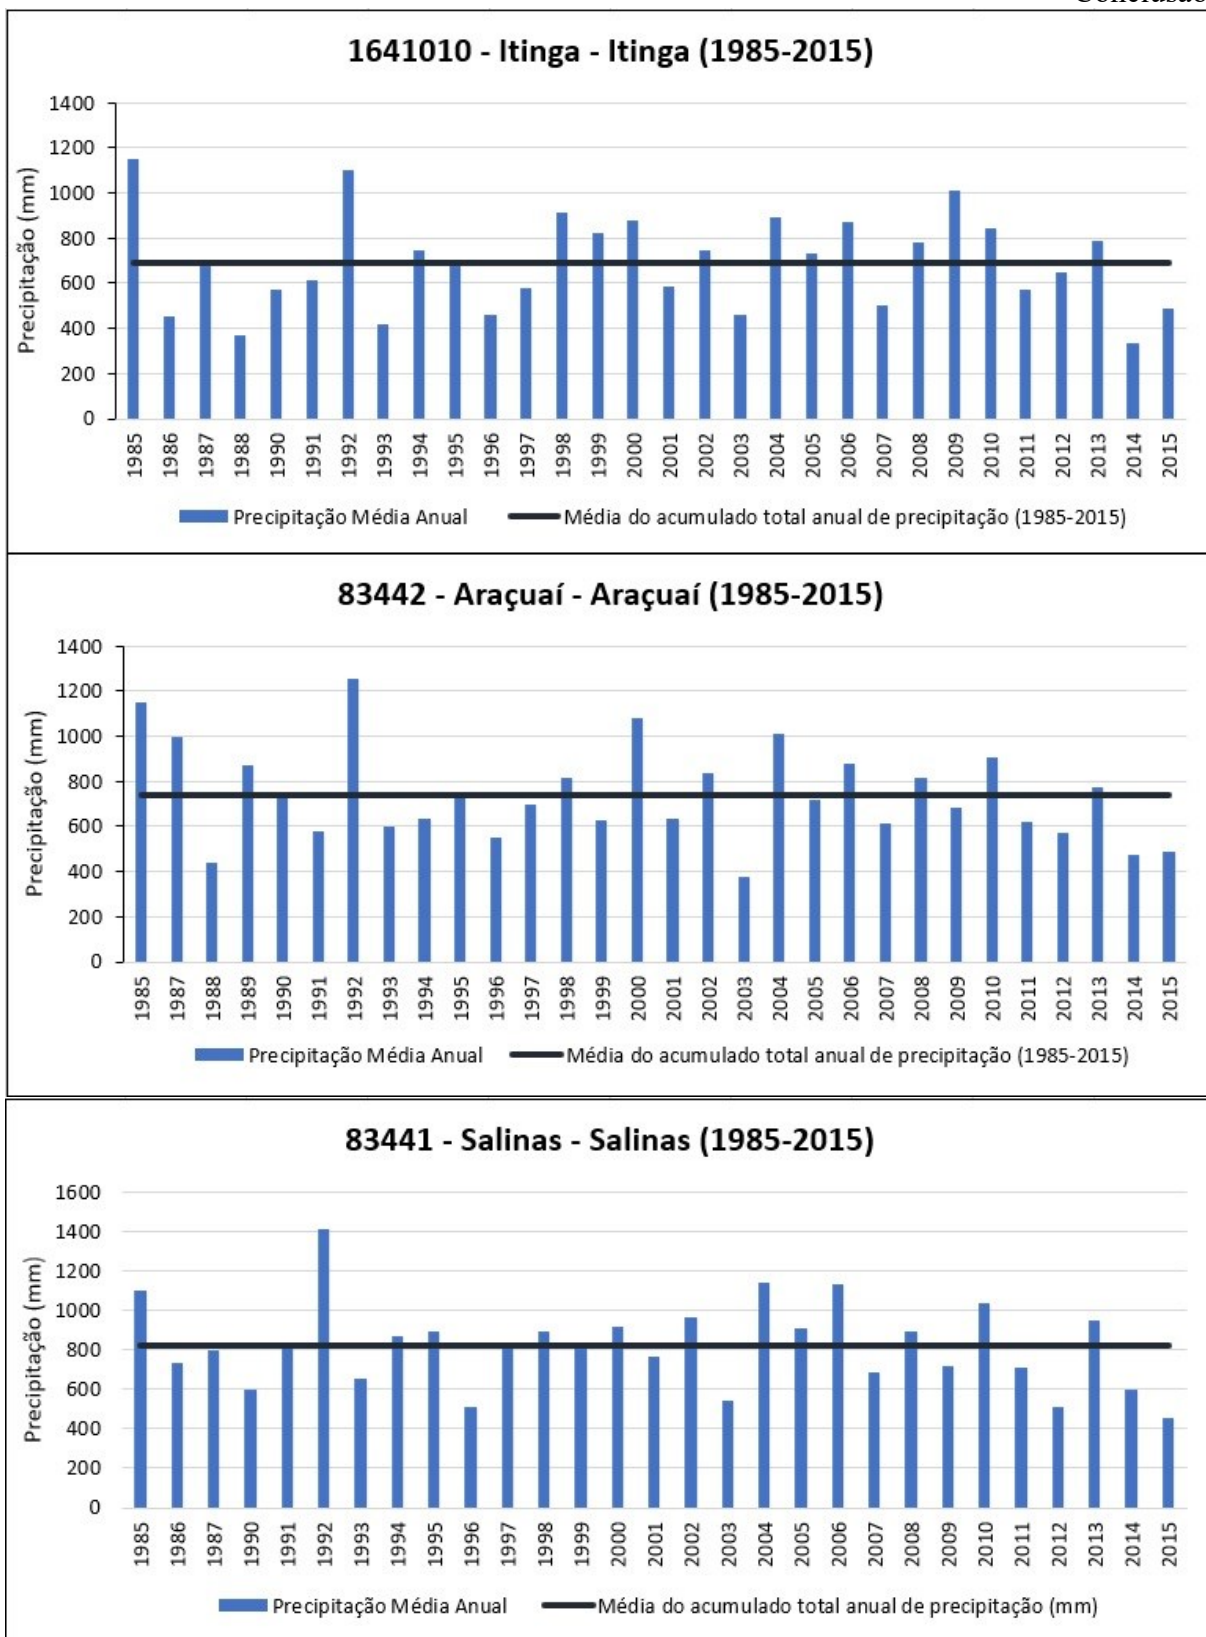 Conclusão
1641010 - Itinga - Itinga (1985-2015)
Precipitação (mm)
1400
1200
1000
800
600
400
200
0
1985 1986 1987 1988 1990 1991 1992 1993 1994 1995 1996 1997 1998 1999 2000 2001 2002 2003 2004 2005 2006 2007 2008 2009 2010 2011 2012 2013 2014 2015
Precipitação Média Anual Média do acumulado total anual de precipitação (1985-2015)
83442 - Araçuaí - Araçuaí (1985-2015)
Precipitação (mm)
1400
1200
1000
800
600
400
200
0
1985 1987 1988 1989 1990 1991 1992 1993 1994 1995 1996 1997 1998 1999 2000 2001 2002 2003 2004 2005 2006 2007 2008 2009 2010 2011 2012 2013 2014 2015
Precipitação Média Anual Média do acumulado total anual de precipitação (1985-2015)
83441 - Salinas - Salinas (1985-2015)
Precipitação (mm)
1600
1400
1200
1000
800
600
400
200
0
1985 1986 1987 1990 1991 1992 1993 1994 1995 1996 1997 1998 1999 2000 2001 2002 2003 2004 2005 2006 2007 2008 2009 2010 2011 2012 2013 2014 2015
Precipitação Média Anual Média do acumulado total anual de precipitação (mm)